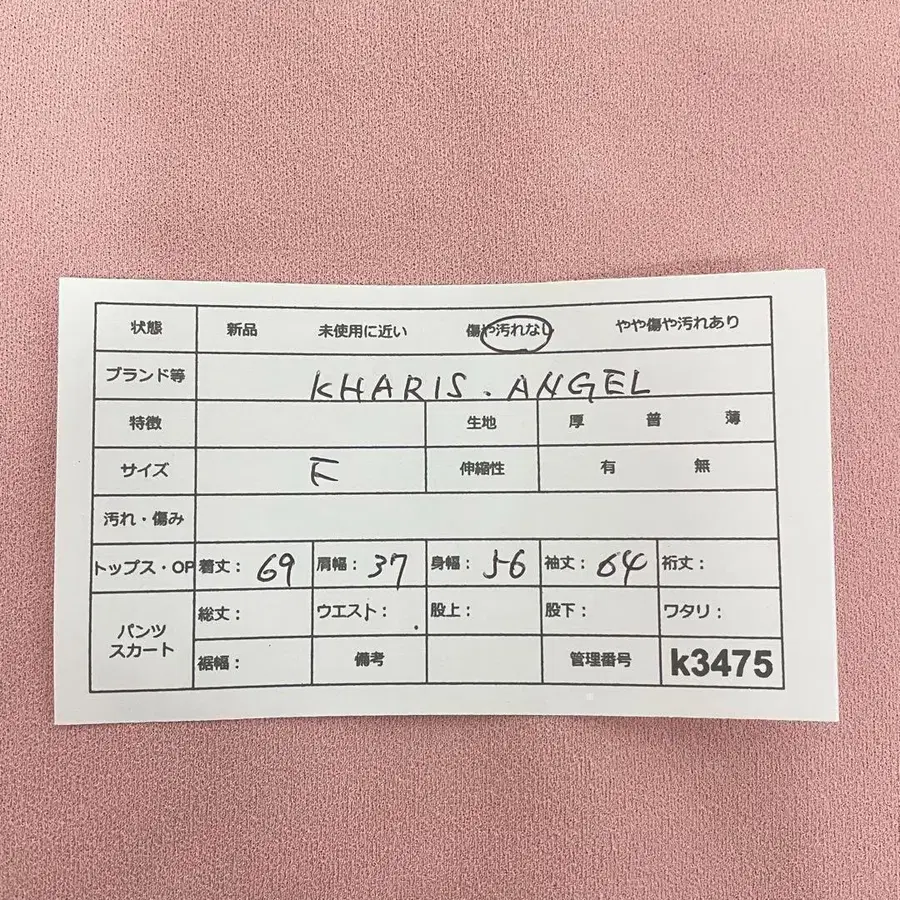 状態 新品 未使用に近い 傷や汚れなし やや傷や汚れあり
ブランド等 KHARIS . ANGEL
特徴 生地 厚 普 薄
サイズ F 伸縮性 有 無
汚れ・傷み
トップス・OP 着丈： 69 肩幅： 37 身幅： 56 袖丈： 64 裄丈：
パンツ スカート 総丈： ウエスト： 股上： 股下： ワタリ：
裾幅： 備考 管理番号 k3475